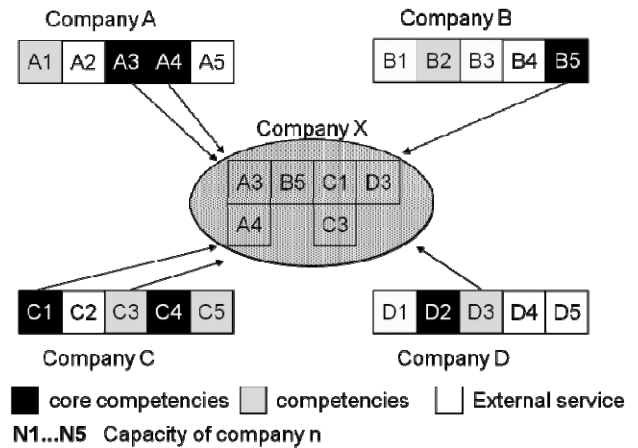 Company A
Company B
A1 A2 A3 A4 A5
B1 B2 B3 B4 B5
Company X
A3 B5 C1 D3
A4 C3
C1 C2 C3 C4 C5
D1 D2 D3 D4 D5
Company C
Company D
core competencies
competencies
External service
N1...N5 Capacity of company n